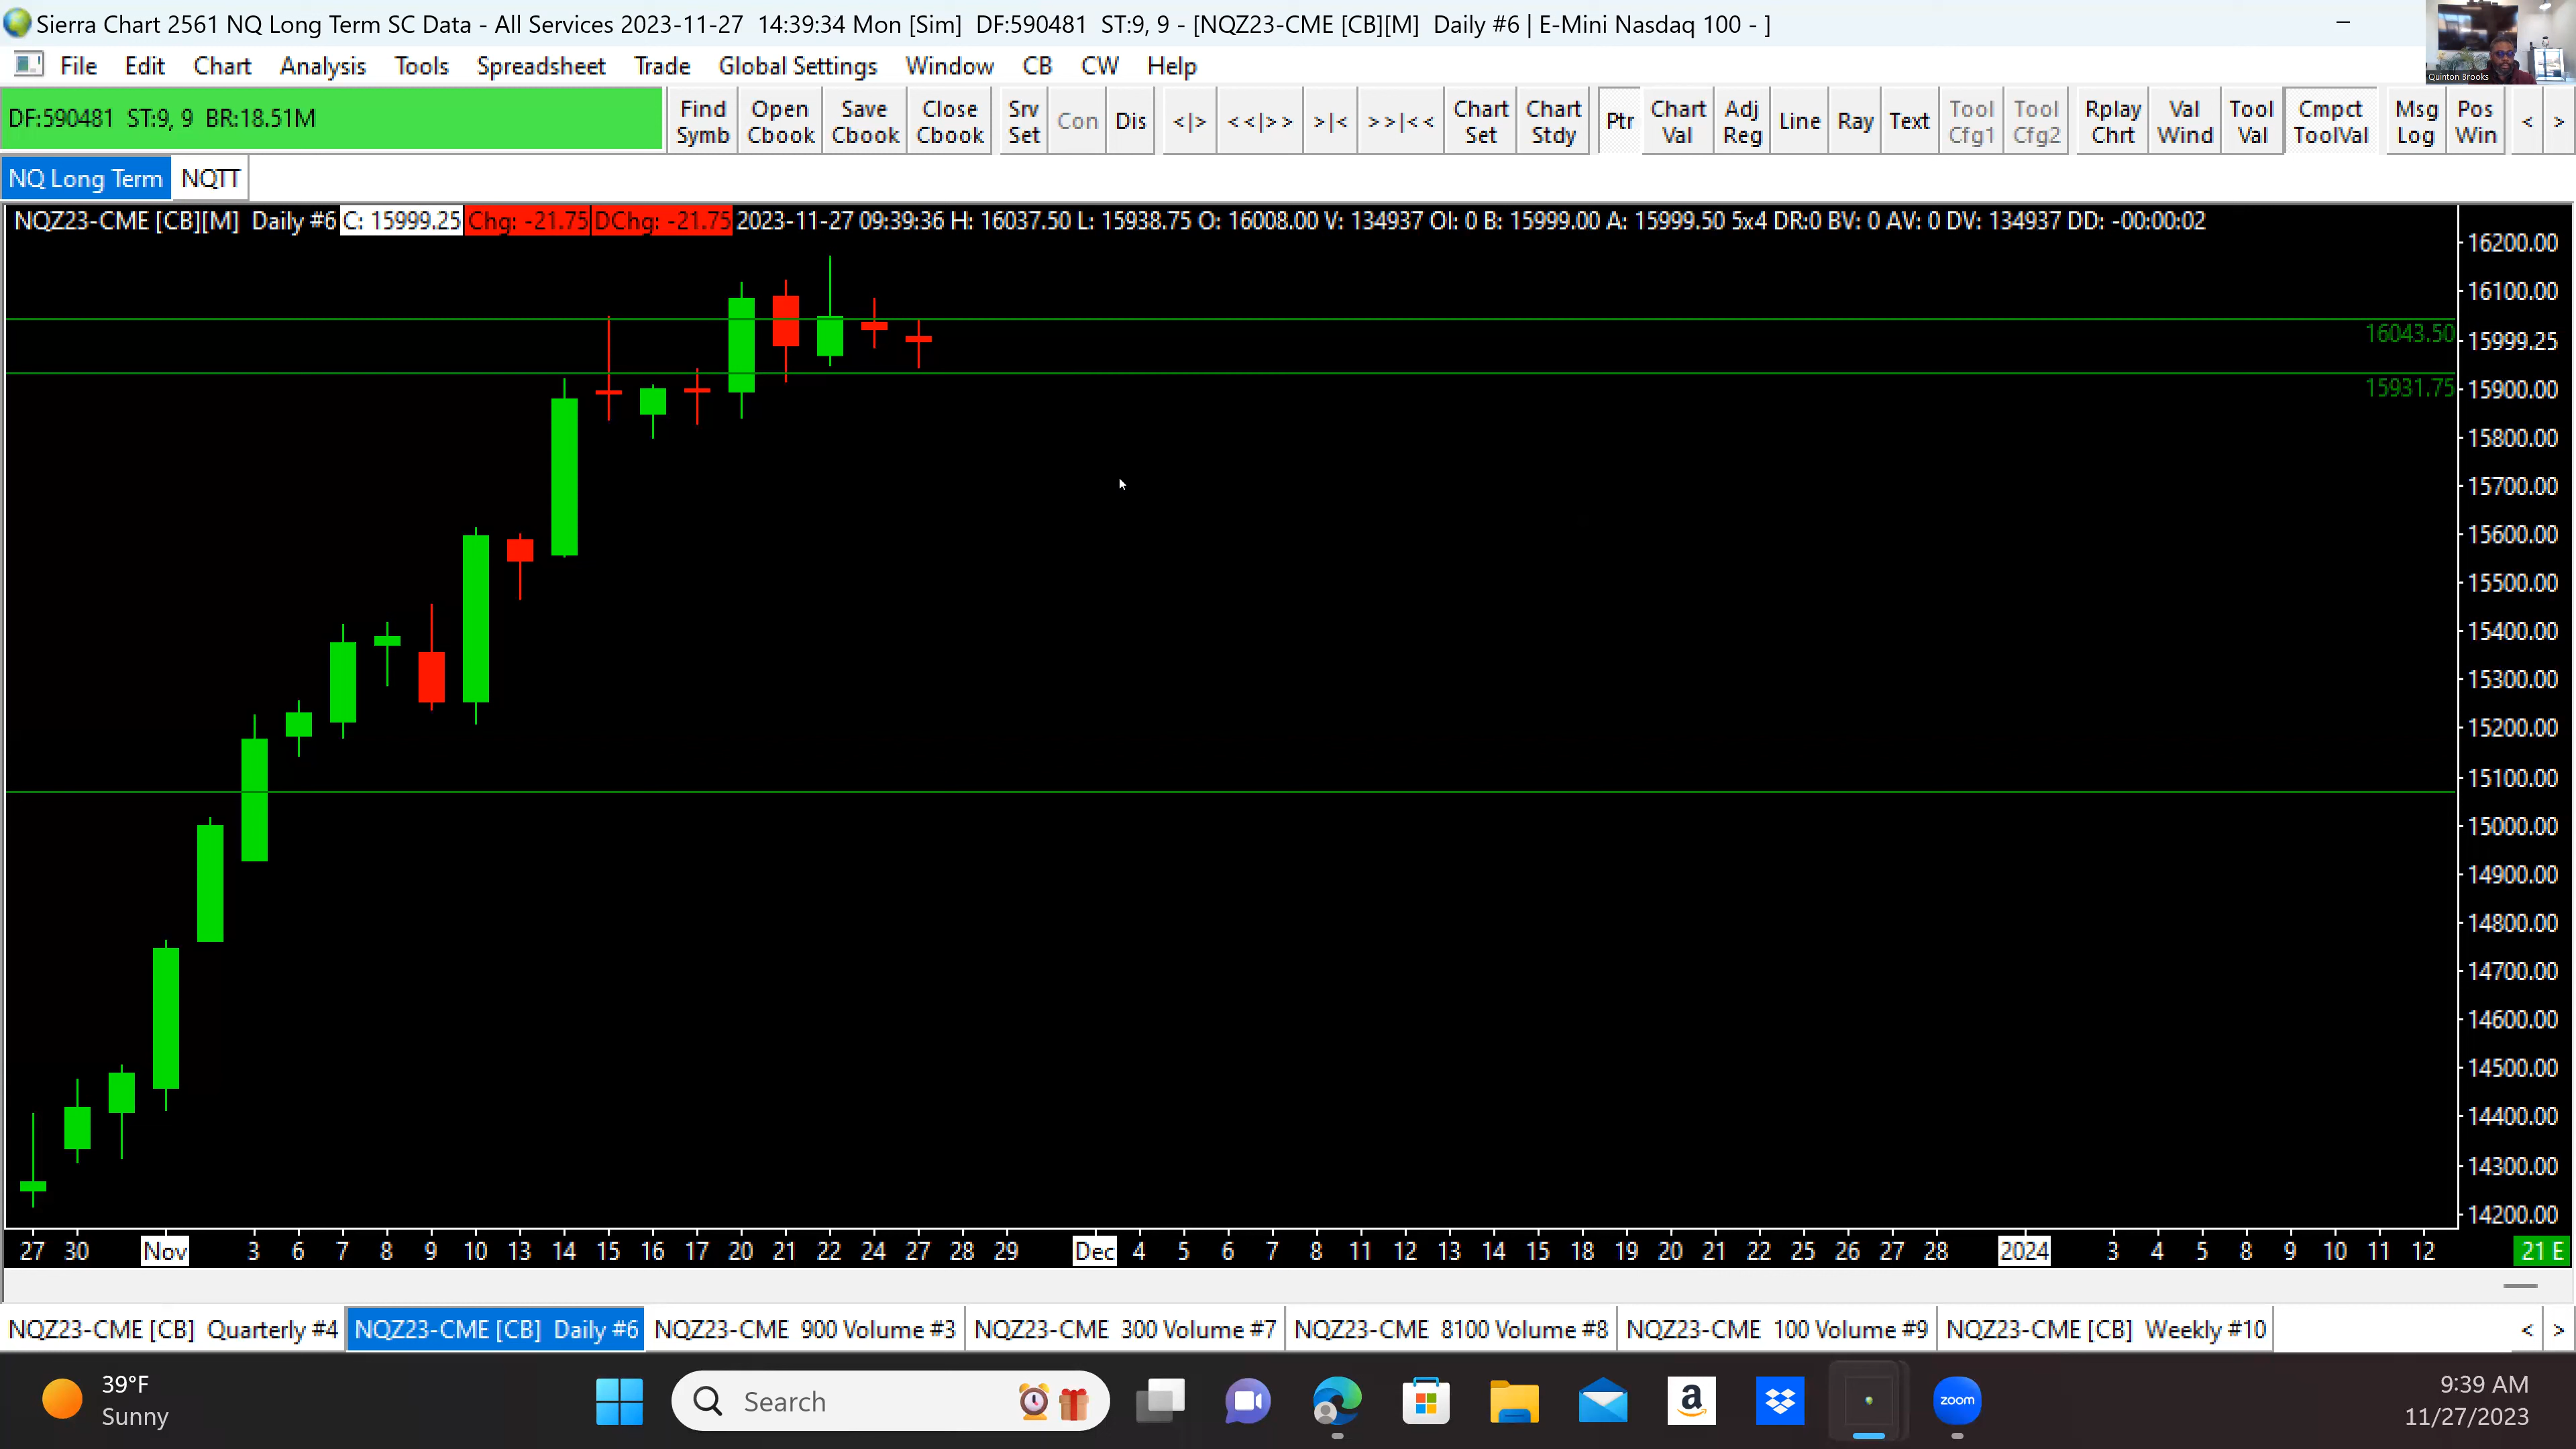 Sierra Chart 2561 NQ Long Term SC Data - All Services 2023-11-27  14:39:34 Mon [Sim]  DF:590481  ST:9, 9 - [NQZ23-CME [CB][M]  Daily #6 | E-Mini Nasdaq 100 - ]
Quinton Brooks
File Edit Chart Analysis Tools Spreadsheet Trade Global Settings Window CB CW Help
DF:590481  ST:9, 9  BR:18.51M
Find Symb
Open Cbook
Save Cbook
Close Cbook
Srv Set
Con
Dis
<|>
<<|>>
>|<
>>|<<
Chart Set
Chart Stdy
Ptr
Chart Val
Adj Reg
Line
Ray
Text
Tool Cfg1
Tool Cfg2
Rplay Chrt
Val Wind
Tool Val
Cmpct ToolVal
Msg Log
Pos Win
< >
NQ Long Term NQTT
NQZ23-CME [CB][M]  Daily #6 C: 15999.25 Chg: -21.75 DChg: -21.75 2023-11-27 09:39:36 H: 16037.50 L: 15938.75 O: 16008.00 V: 134937 OI: 0 B: 15999.00 A: 15999.50 5x4 DR:0 BV: 0 AV: 0 DV: 134937 DD: -00:00:02
16200.00
16100.00
16043.50
15999.25
15931.75
15900.00
15800.00
15700.00
15600.00
15500.00
15400.00
15300.00
15200.00
15100.00
15000.00
14900.00
14800.00
14700.00
14600.00
14500.00
14400.00
14300.00
14200.00
27 30 Nov 3 6 7 8 9 10 13 14 15 16 17 20 21 22 24 27 28 29 Dec 4 5 6 7 8 11 12 13 14 15 18 19 20 21 22 25 26 27 28 2024 3 4 5 8 9 10 11 12 21 E
NQZ23-CME [CB]  Quarterly #4 NQZ23-CME [CB]  Daily #6 NQZ23-CME  900 Volume #3 NQZ23-CME  300 Volume #7 NQZ23-CME  8100 Volume #8 NQZ23-CME  100 Volume #9 NQZ23-CME [CB]  Weekly #10 < >
39°F
Sunny
Search
a
zoom
9:39 AM
11/27/2023